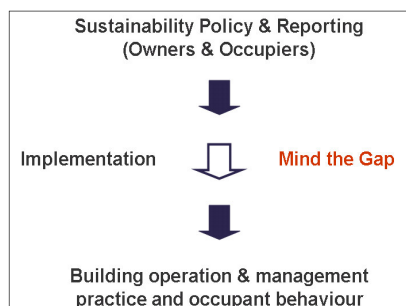 Sustainability Policy & Reporting
(Owners & Occupiers)
Implementation Mind the Gap
Building operation & management
practice and occupant behaviour